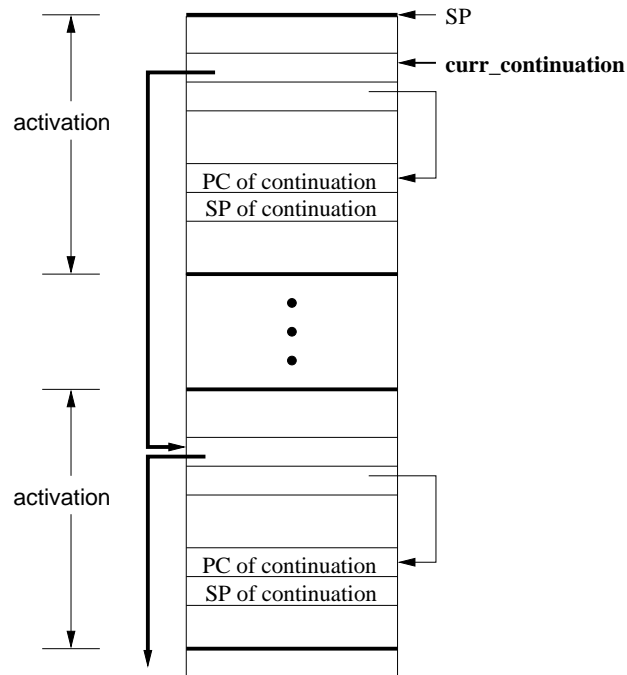 SP
curr_continuation
activation
PC of continuation
SP of continuation
activation
PC of continuation
SP of continuation